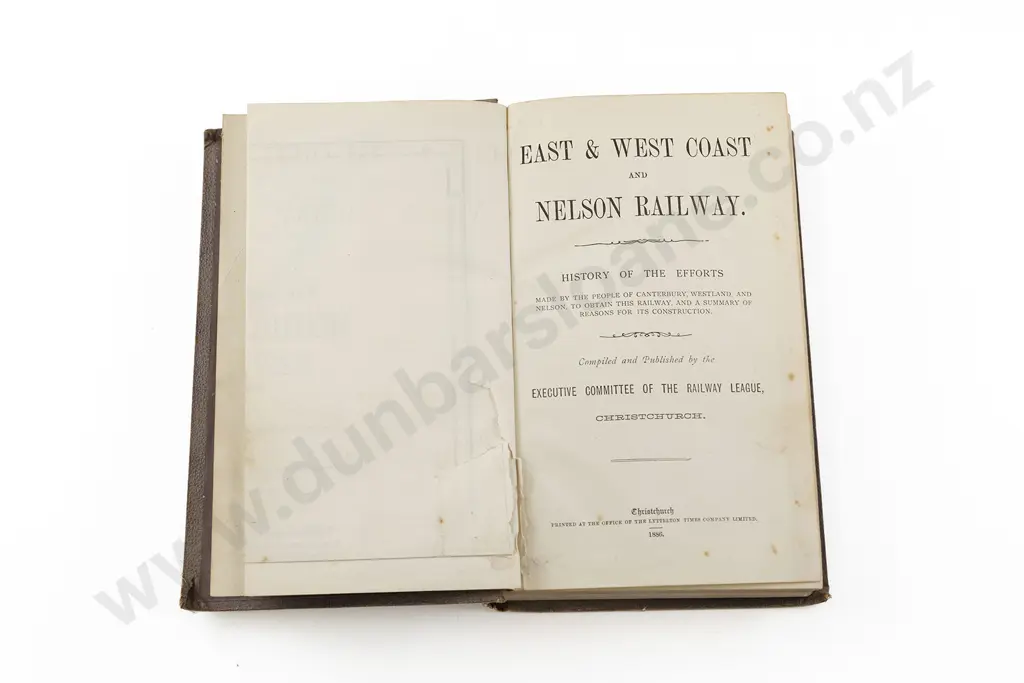 EAST & WEST COAST
AND
NELSON RAILWAY.
HISTORY OF THE EFFORTS
MADE BY THE PEOPLE OF CANTERBURY, WESTLAND, AND
NELSON, TO OBTAIN THIS RAILWAY, AND A SUMMARY OF
REASONS FOR ITS CONSTRUCTION.
Compiled and Published by the
EXECUTIVE COMMITTEE OF THE RAILWAY LEAGUE,
CHRISTCHURCH.
Christchurch
PRINTED AT THE OFFICE OF THE LYTTELTON TIMES COMPANY LIMITED.
1886.
www.dunbarsloane.co.nz